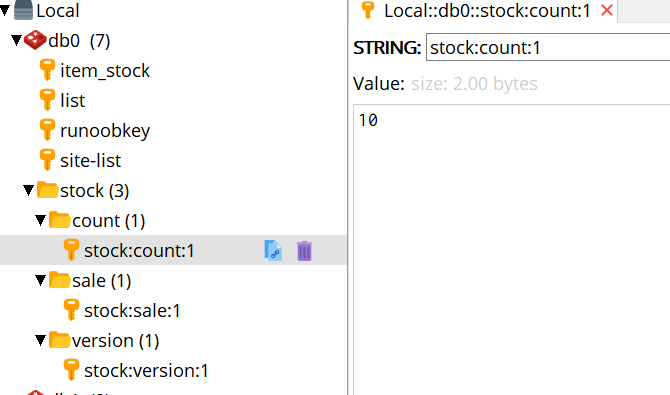 Local
db0 (7)
item_stock
list
runoobkey
site-list
stock (3)
count (1)
stock:count:1
sale (1)
stock:sale:1
version (1)
stock:version:1
Local::db0::stock:count:1
STRING: stock:count:1
Value: size: 2.00 bytes
10